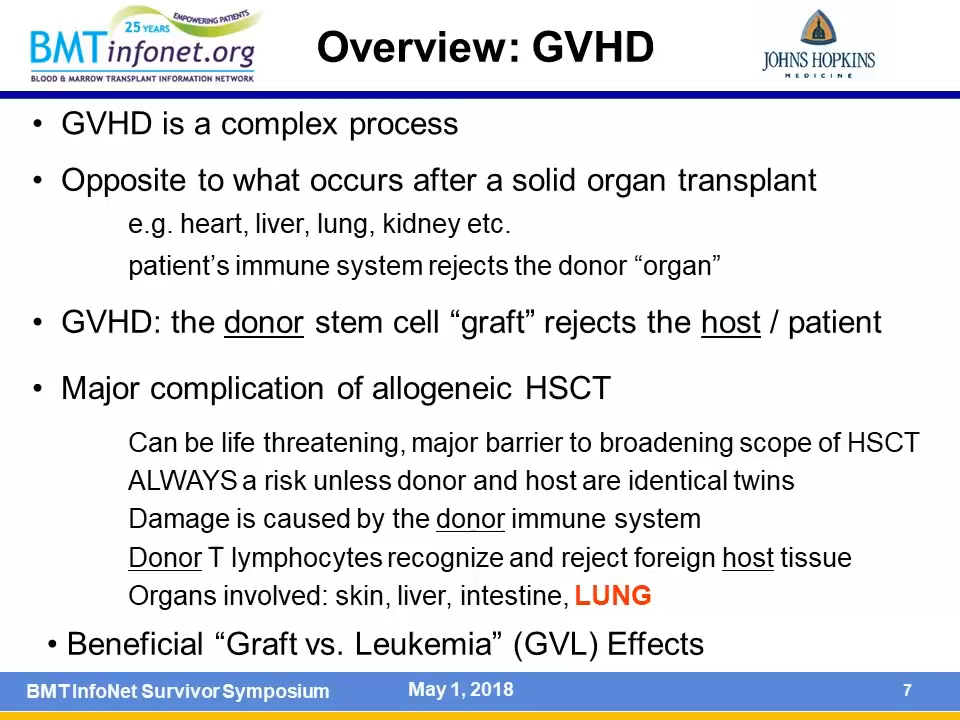 25 YEARS EMPOWERING PATIENTS
BMTinfonet.org
BLOOD & MARROW TRANSPLANT INFORMATION NETWORK
Overview: GVHD
JOHNS HOPKINS
MEDICINE
• GVHD is a complex process
• Opposite to what occurs after a solid organ transplant
e.g. heart, liver, lung, kidney etc.
patient’s immune system rejects the donor “organ”
• GVHD: the donor stem cell “graft” rejects the host / patient
• Major complication of allogeneic HSCT
Can be life threatening, major barrier to broadening scope of HSCT
ALWAYS a risk unless donor and host are identical twins
Damage is caused by the donor immune system
Donor T lymphocytes recognize and reject foreign host tissue
Organs involved: skin, liver, intestine, LUNG
• Beneficial “Graft vs. Leukemia” (GVL) Effects
BMT InfoNet Survivor Symposium
May 1, 2018
7